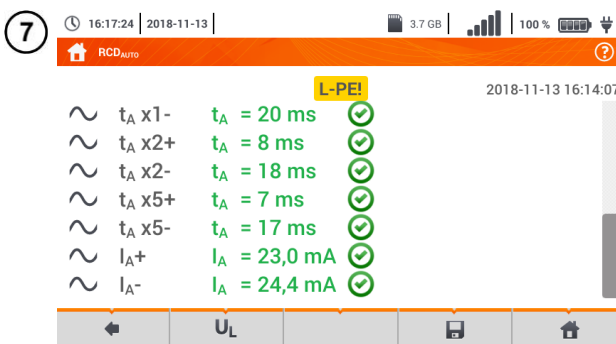 7
16:17:24 2018-11-13 3.7 GB 100 %
RCDAUTO ?
L-PE! 2018-11-13 16:14:07
tA x1- tA = 20 ms
tA x2+ tA = 8 ms
tA x2- tA = 18 ms
tA x5+ tA = 7 ms
tA x5- tA = 17 ms
IA+ IA = 23,0 mA
IA- IA = 24,4 mA
UL